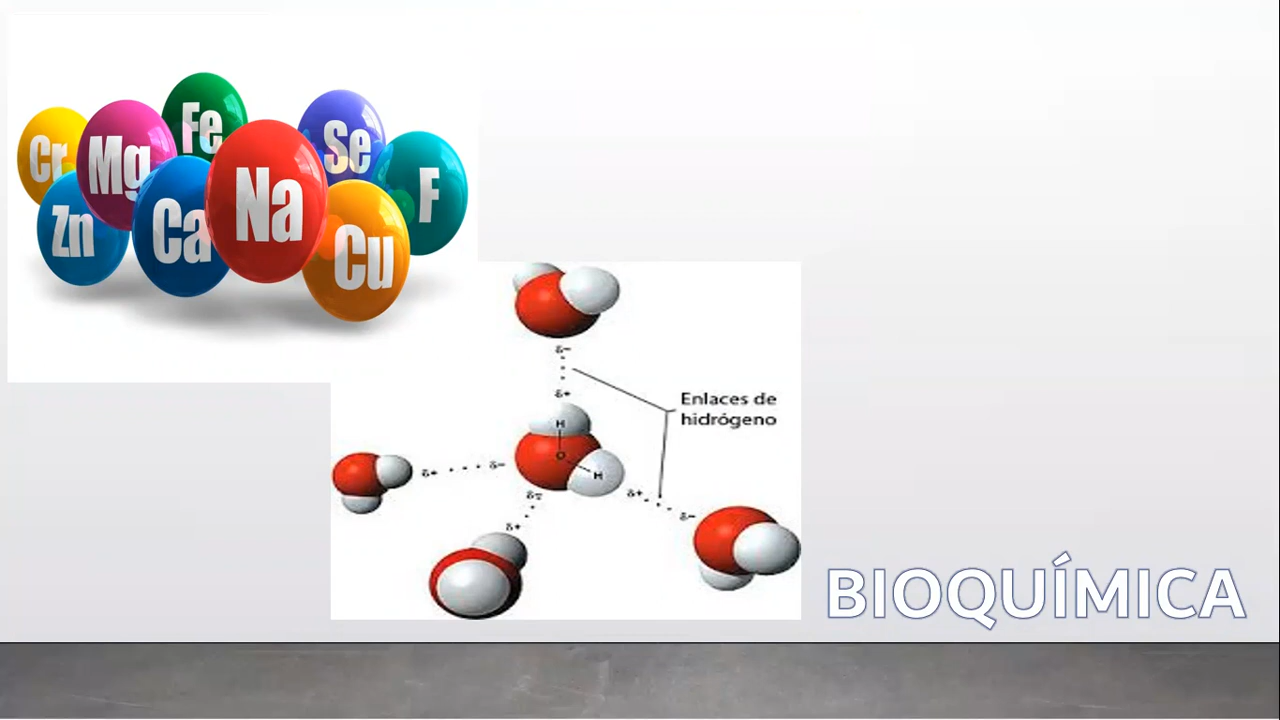 Cr
Mg
Fe
Se
F
Zn
Ca
Na
Cu
δ−
δ+
Enlaces de
hidrógeno
H
O
H
δ+
δ−
δ−
δ+
δ+
δ−
BIOQUÍMICA